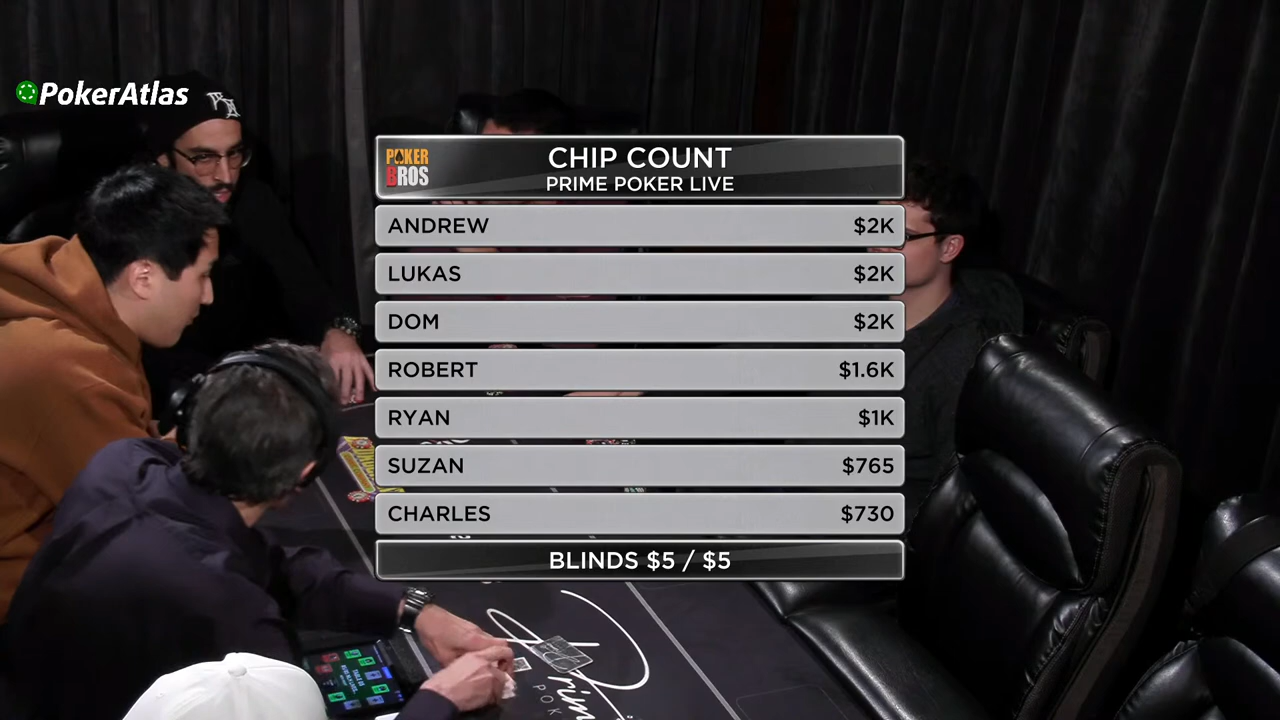 PokerAtlas
POKER
BROS
CHIP COUNT
PRIME POKER LIVE
ANDREW $2K
LUKAS $2K
DOM $2K
ROBERT $1.6K
RYAN $1K
SUZAN $765
CHARLES $730
BLINDS $5 / $5